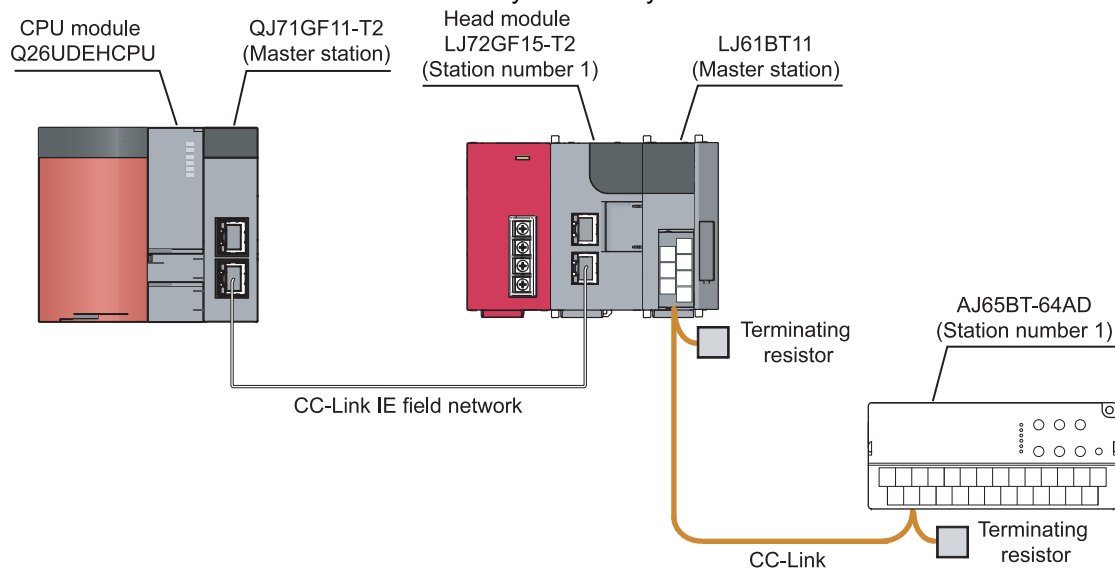 CPU module
Q26UDEHCPU
QJ71GF11-T2
(Master station)
Head module
LJ72GF15-T2
(Station number 1)
LJ61BT11
(Master station)
Terminating
resistor
AJ65BT-64AD
(Station number 1)
CC-Link IE field network
Terminating
resistor
CC-Link